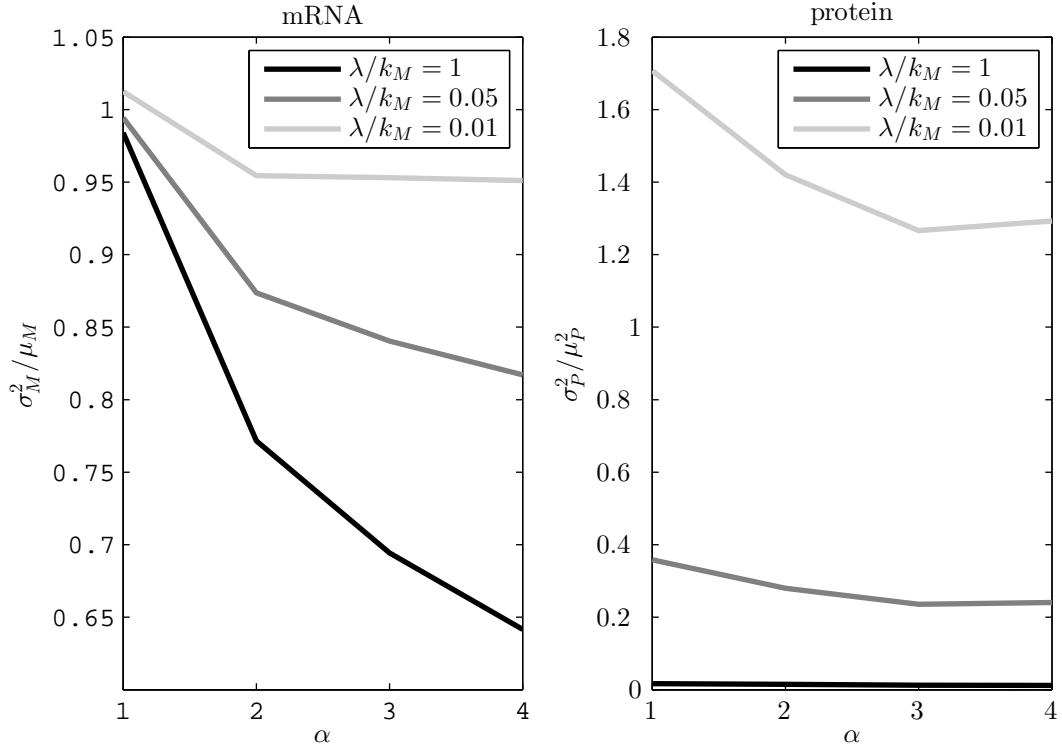 mRNA
1.05
1
0.95
0.9
0.85
0.8
0.75
0.7
0.65
σ²_M/μ_M
λ/k_M = 1
λ/k_M = 0.05
λ/k_M = 0.01
1 2 3 4
α
protein
1.8
1.6
1.4
1.2
1
0.8
0.6
0.4
0.2
0
σ²_P/μ²_P
λ/k_M = 1
λ/k_M = 0.05
λ/k_M = 0.01
1 2 3 4
α